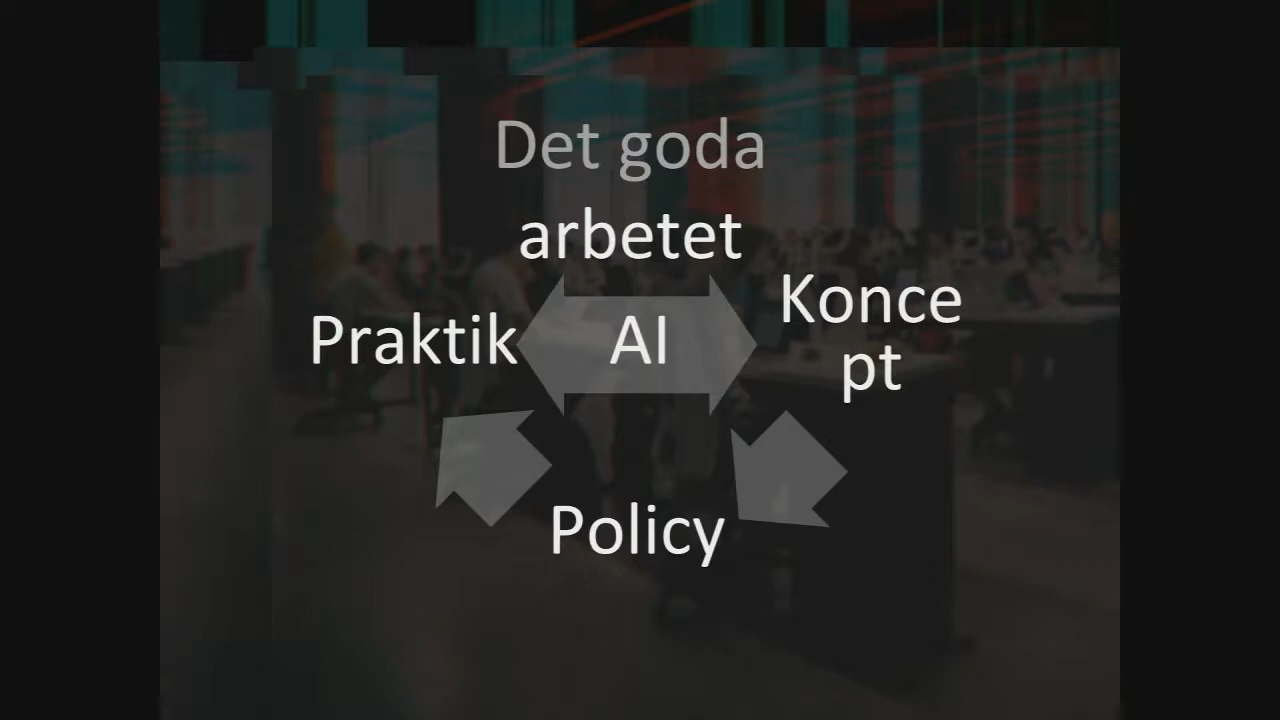 Det goda
arbetet
Praktik
AI
Konce
pt
Policy